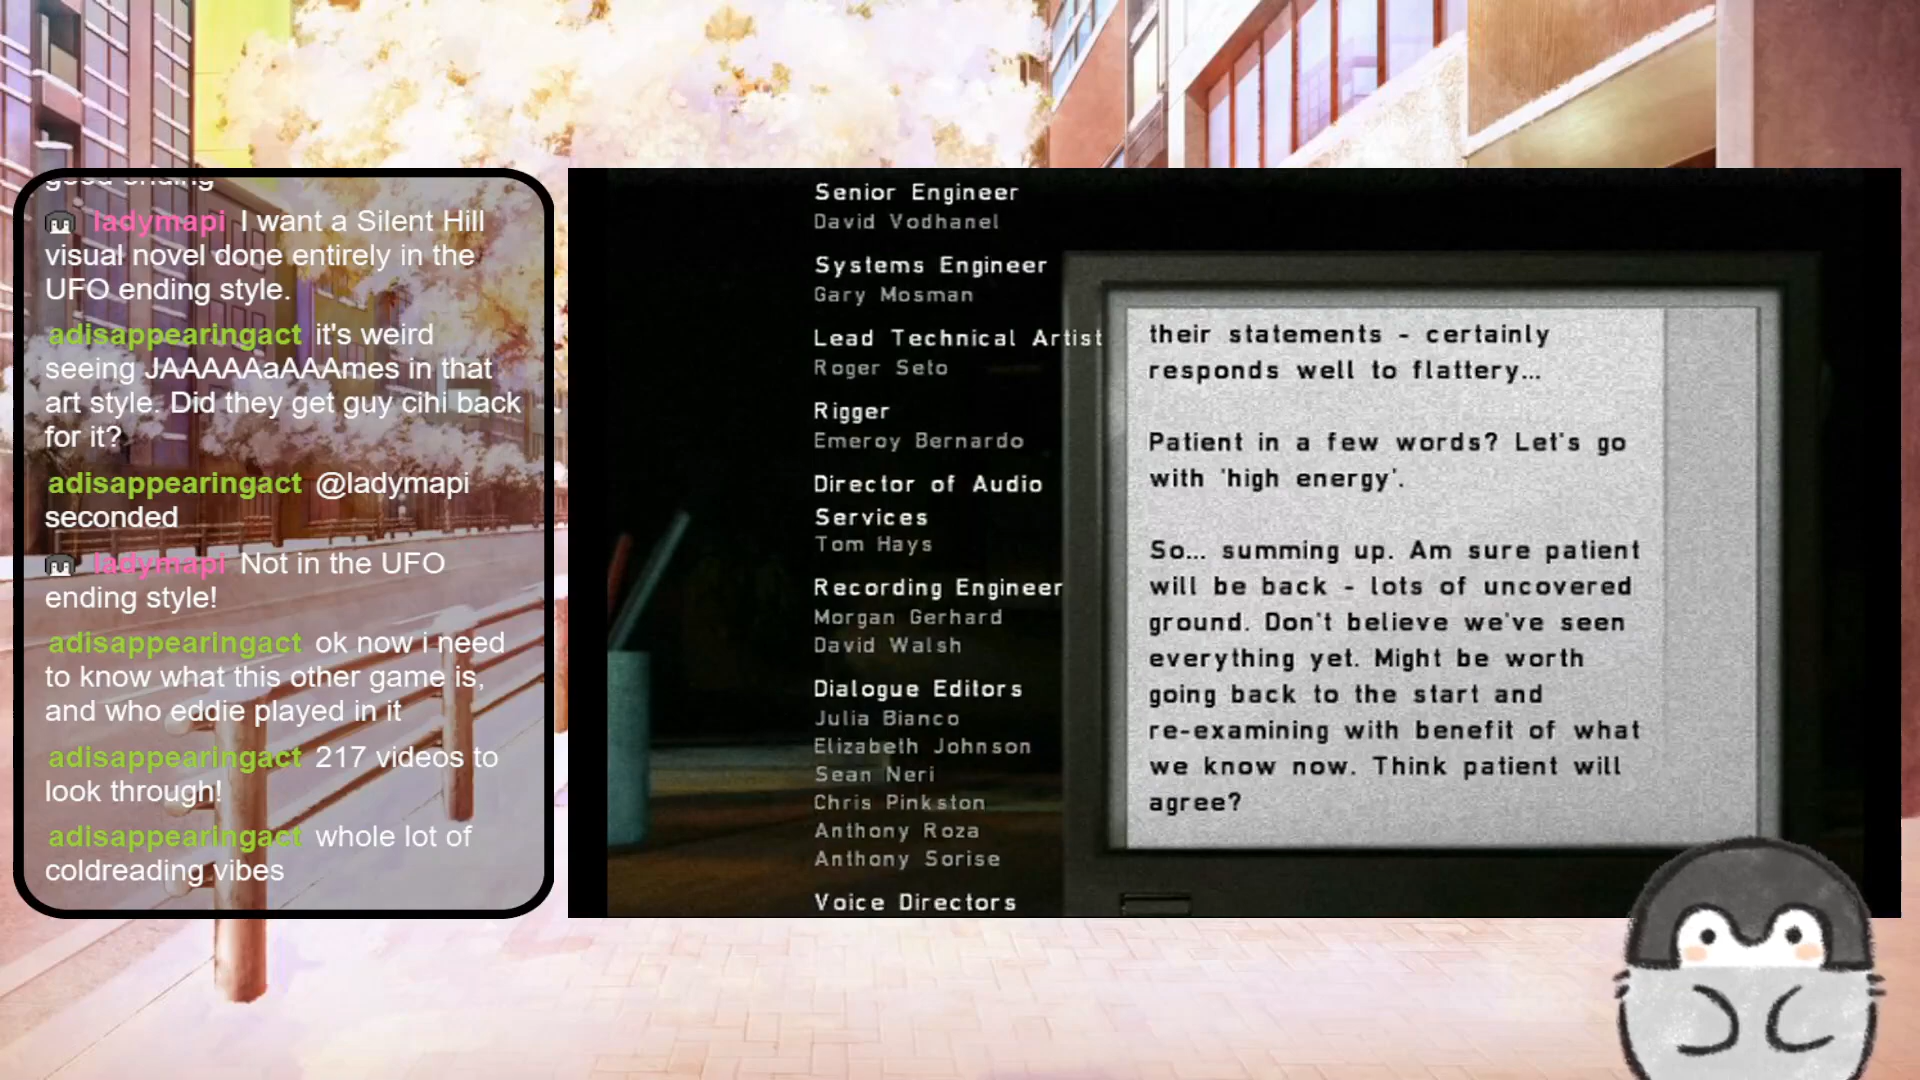 good ending
ladymapi I want a Silent Hill
visual novel done entirely in the
UFO ending style.
adisappearingact it's weird
seeing JAAAAAaAAAmes in that
art style. Did they get guy cihi back
for it?
adisappearingact @ladymapi
seconded
ladymapi Not in the UFO
ending style!
adisappearingact ok now i need
to know what this other game is,
and who eddie played in it
adisappearingact 217 videos to
look through!
adisappearingact whole lot of
coldreading vibes
Senior Engineer
David Vodhanel
Systems Engineer
Gary Mosman
Lead Technical Artist
Roger Seto
Rigger
Emeroy Bernardo
Director of Audio
Services
Tom Hays
Recording Engineer
Morgan Gerhard
David Walsh
Dialogue Editors
Julia Bianco
Elizabeth Johnson
Sean Neri
Chris Pinkston
Anthony Roza
Anthony Sorise
Voice Directors
their statements - certainly
responds well to flattery...
Patient in a few words? Let's go
with 'high energy'.
So... summing up. Am sure patient
will be back - lots of uncovered
ground. Don't believe we've seen
everything yet. Might be worth
going back to the start and
re-examining with benefit of what
we know now. Think patient will
agree?